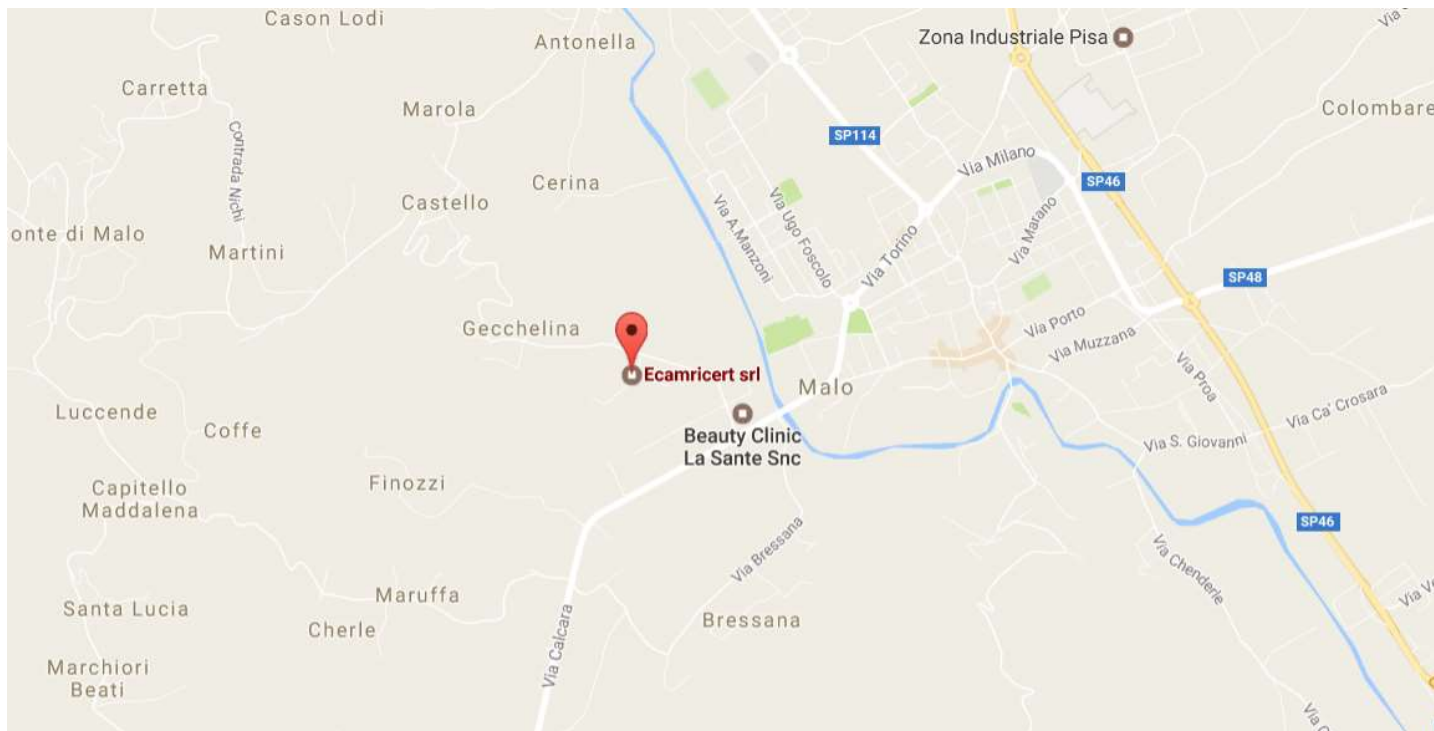 Cason Lodi
Antonella
Zona Industriale Pisa
Carretta
Marola
Colombare
Contrada Nichi
SP114
Via Milano
Cerina
SP46
Castello
Via A.Manzoni
Via Ugo Foscolo
Via Matano
onte di Malo
Martini
Via Torino
SP48
Gecchelina
Via Porto
Via Muzzana
Ecamricert srl
Malo
Via Proa
Luccende
Coffe
Beauty Clinic
La Sante Snc
Via S. Giovanni
Via Ca' Crosara
Finozzi
Capitello
Maddalena
SP46
Via Bressana
Via Chenderle
Maruffa
Santa Lucia
Cherle
Bressana
Via Calcara
Marchiori
Beati